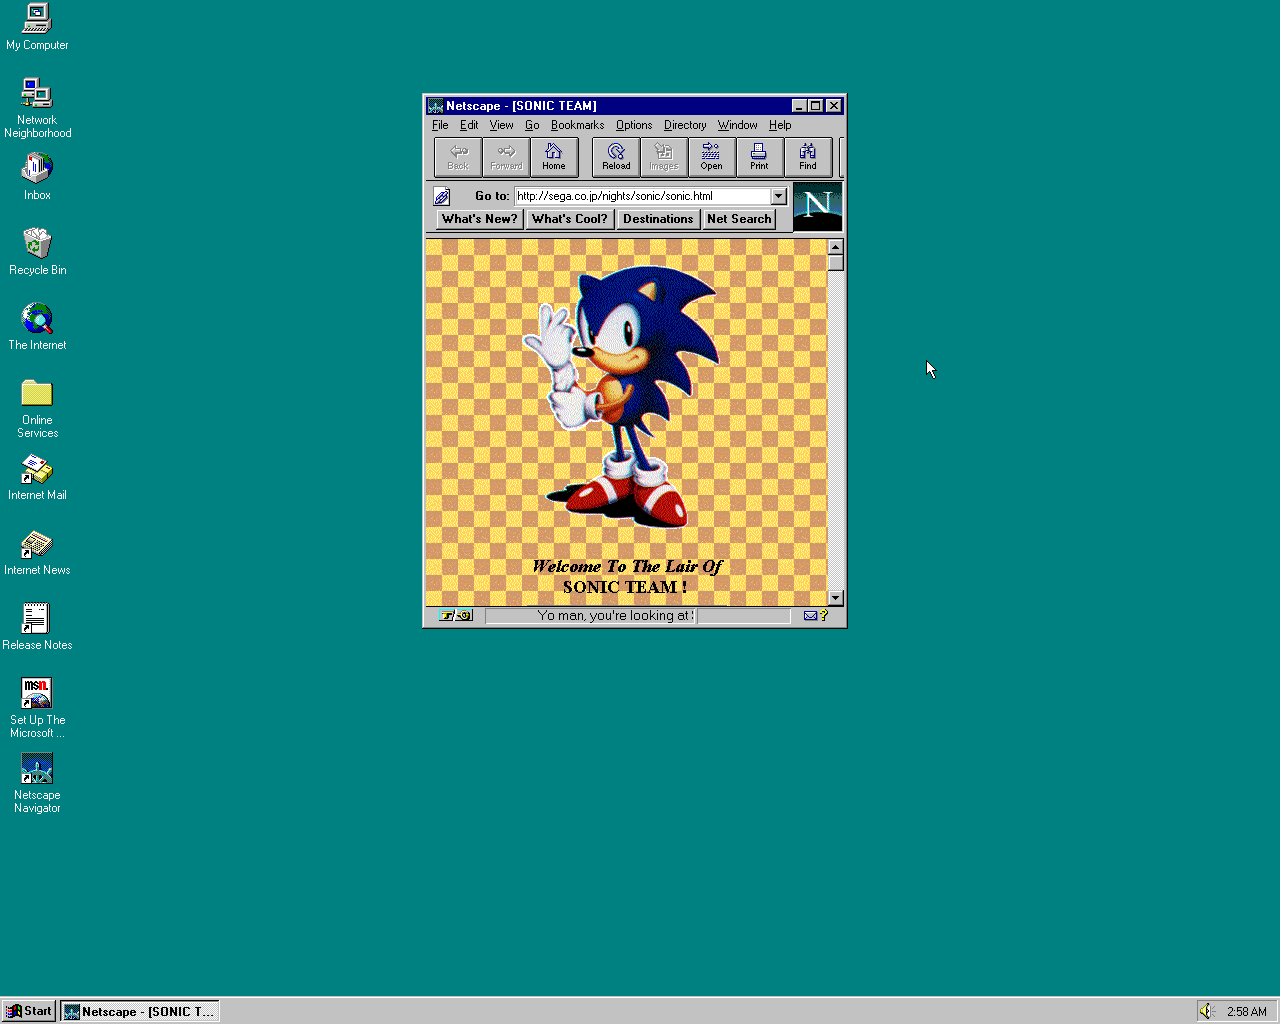 My Computer
Network
Neighborhood
Inbox
Recycle Bin
The Internet
Online
Services
Internet Mail
Internet News
Release Notes
msn.
Set Up The
Microsoft ...
Netscape
Navigator
Netscape - [SONIC TEAM]
File Edit View Go Bookmarks Options Directory Window Help
Back Forward Home Reload Images Open Print Find
Go to: http://sega.co.jp/nights/sonic/sonic.html
N
What's New? What's Cool? Destinations Net Search
Welcome To The Lair Of
SONIC TEAM !
Yo man, you're looking at
?
Start Netscape - [SONIC T... 2:58 AM